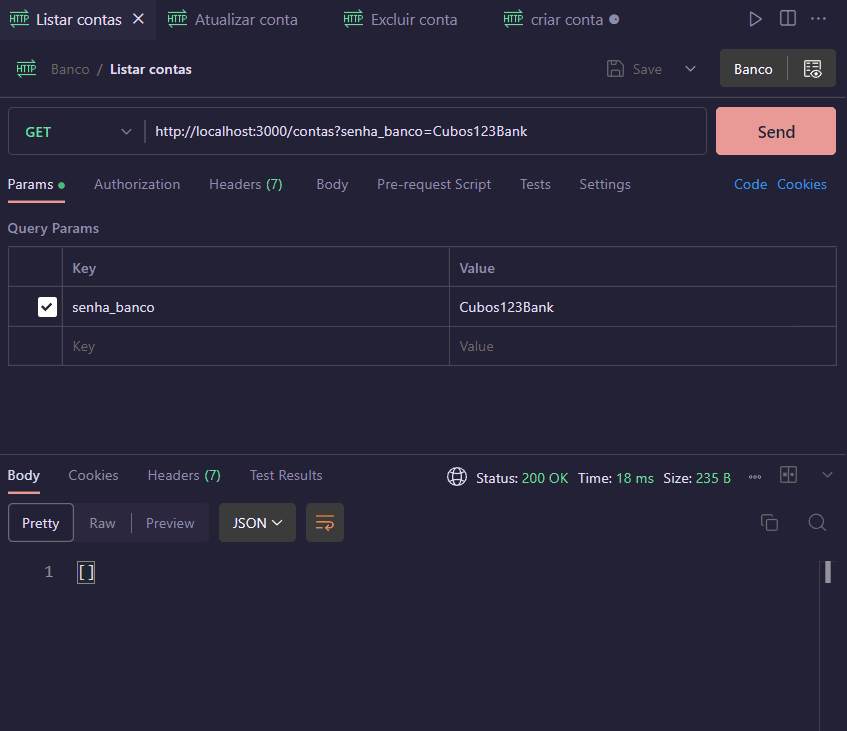 HTTP Listar contas HTTP Atualizar conta HTTP Excluir conta HTTP criar conta
HTTP Banco / Listar contas Save Banco
GET http://localhost:3000/contas?senha_banco=Cubos123Bank Send
Params Authorization Headers (7) Body Pre-request Script Tests Settings Code Cookies
Query Params
Key Value
senha_banco Cubos123Bank
Key Value
Body Cookies Headers (7) Test Results Status: 200 OK Time: 18 ms Size: 235 B
Pretty Raw Preview JSON
1 []